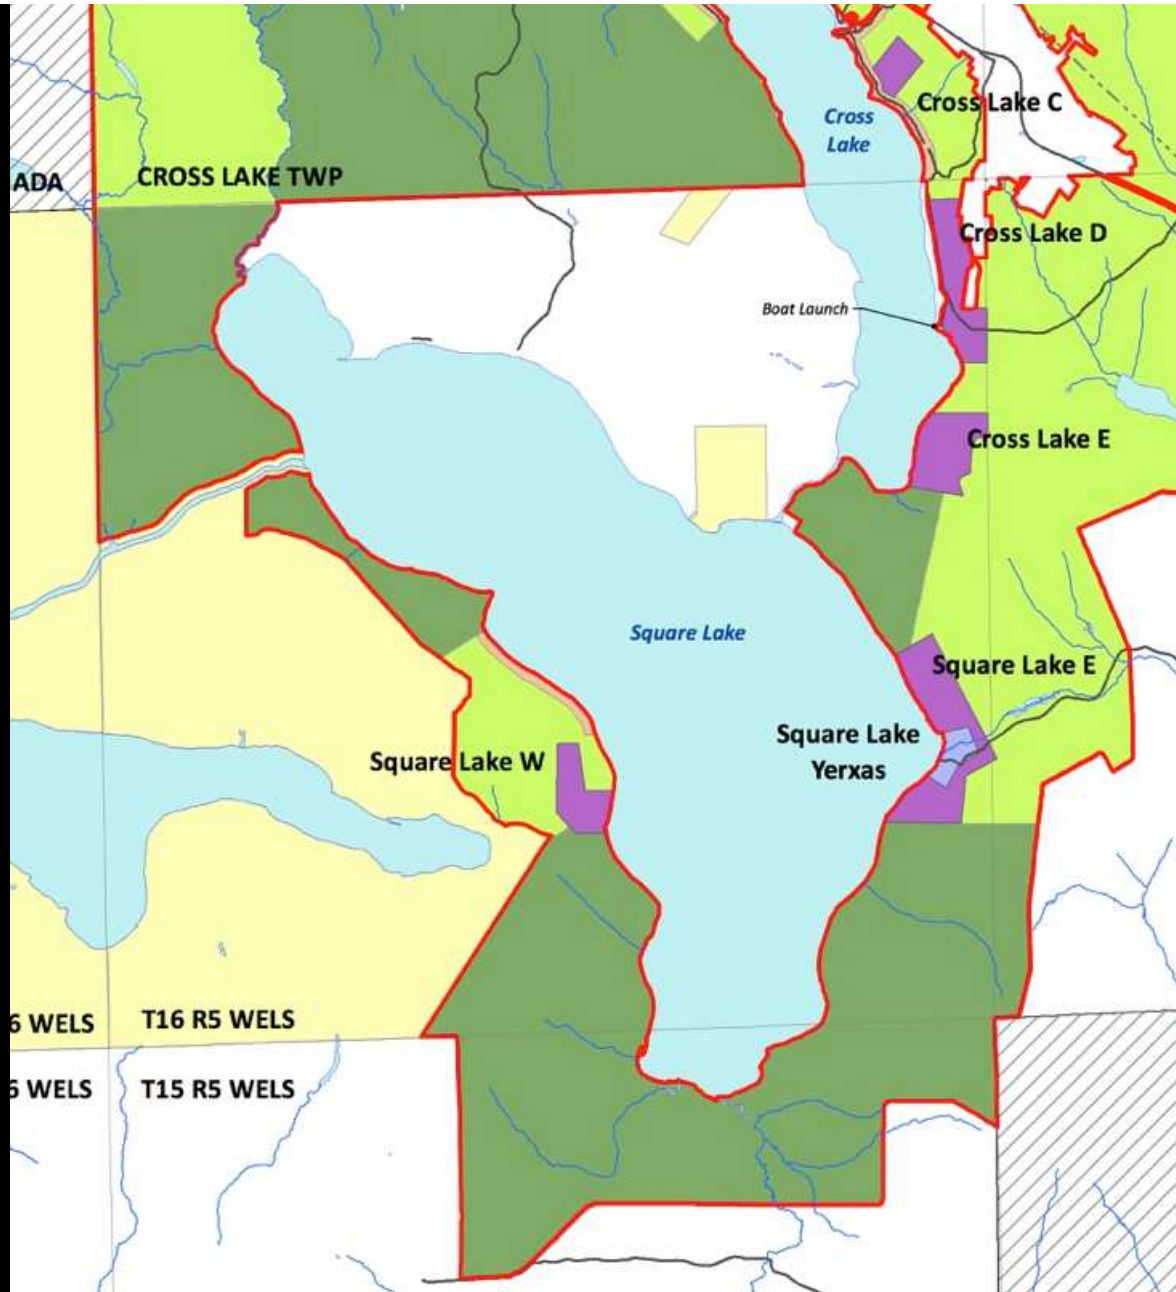 Cross Lake C
Cross
Lake
ADA
CROSS LAKE TWP
Cross Lake D
Boat Launch
Cross Lake E
Square Lake
Square Lake E
Square Lake
Yerxas
Square Lake W
6 WELS
T16 R5 WELS
6 WELS
T15 R5 WELS